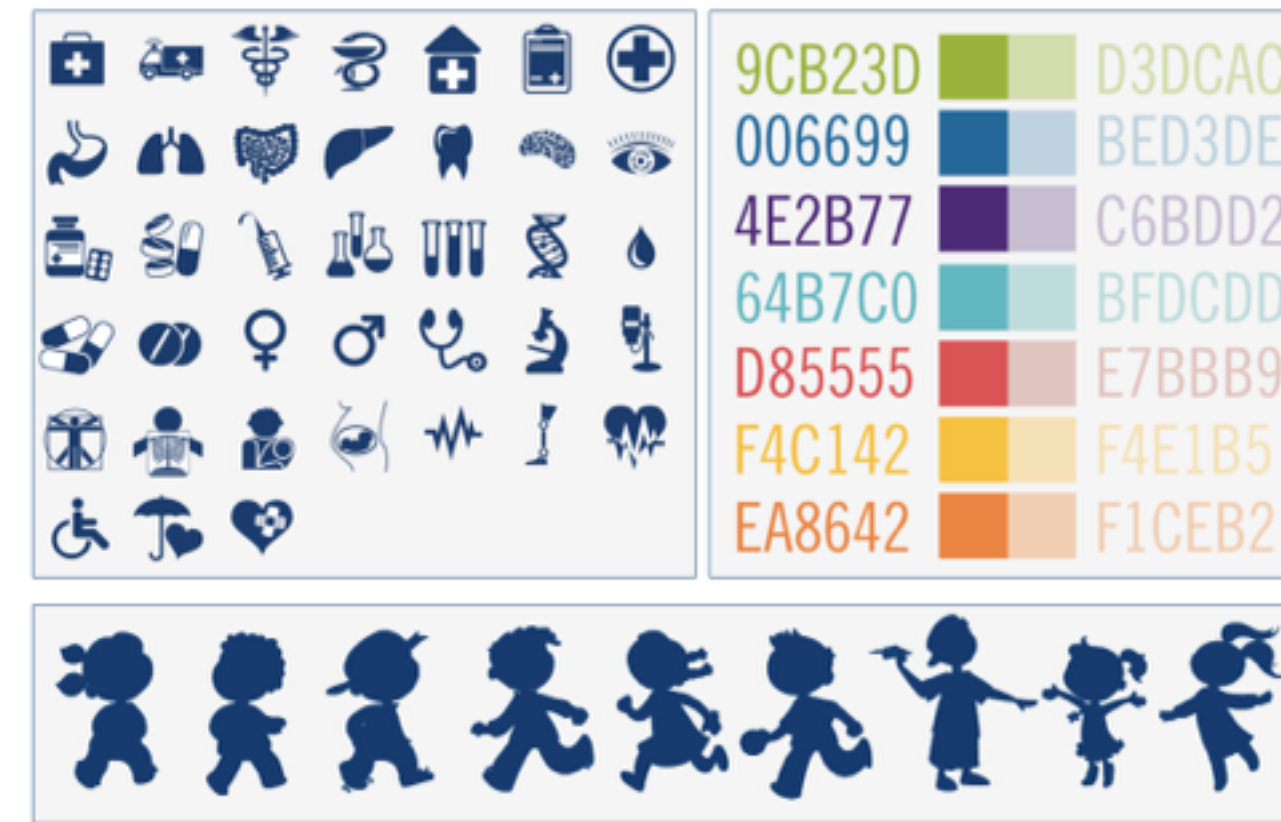 9CB23D D3DCAC
006699 BED3DE
4E2B77 C6BDD2
64B7C0 BFDCDD
D85555 E7BBB9
F4C142 F4E1B5
EA8642 F1CEB2